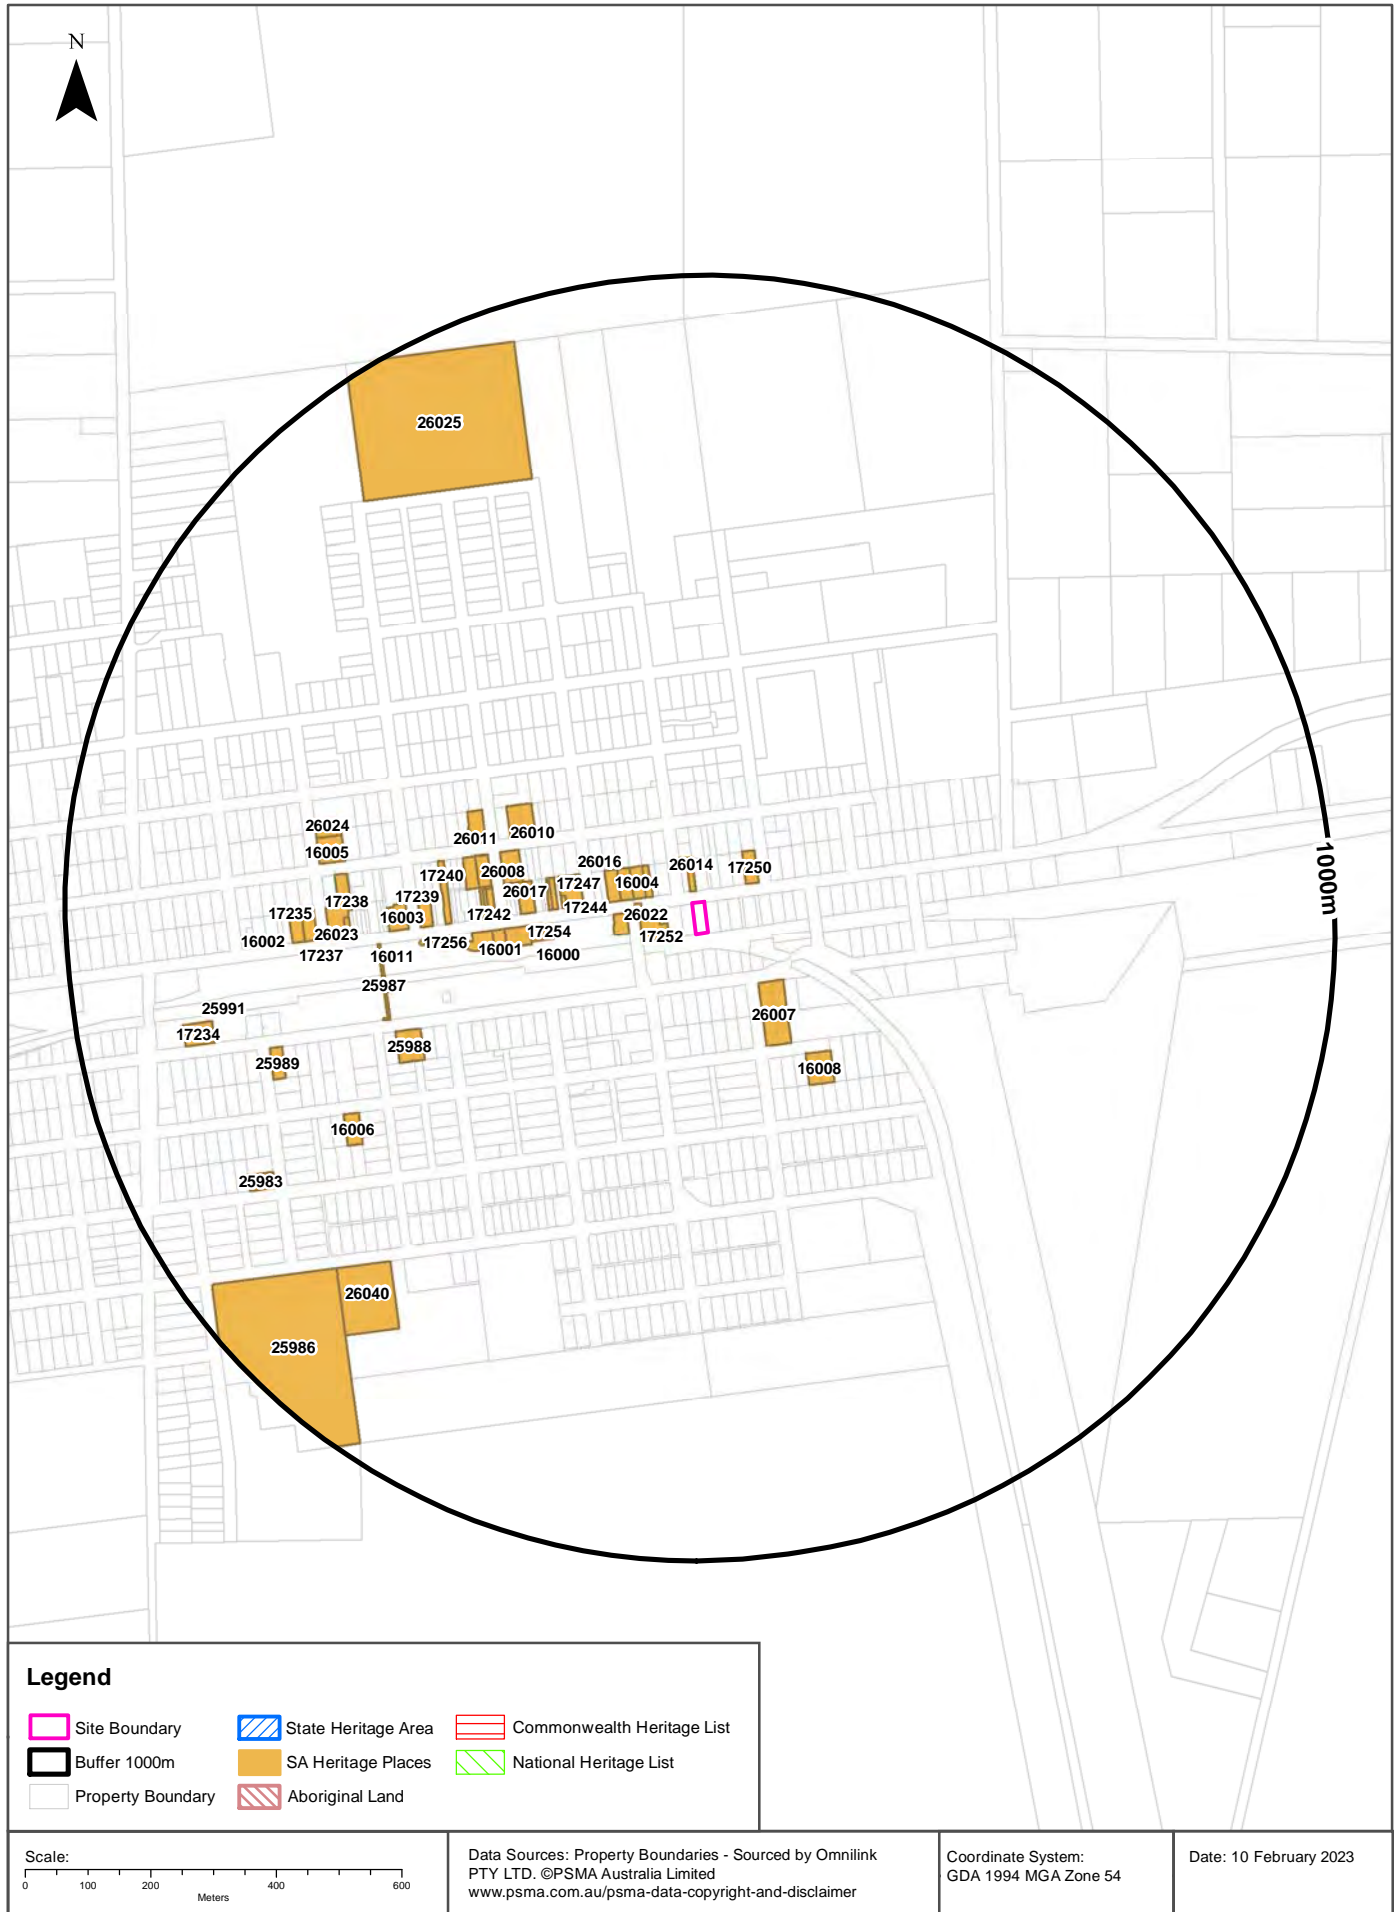 N
26025
1000m
26024
16005
26011
26010
26008
26016
26014
17250
17240
17247
16004
17239
26017
17238
17235
16003
17242
17244
26022
16002
26023
17256
17254
17252
17237
16011
16001
16000
25987
25991
26007
17234
25988
25989
16008
16006
25983
26040
25986
Legend
Site Boundary
State Heritage Area
Commonwealth Heritage List
Buffer 1000m
SA Heritage Places
National Heritage List
Property Boundary
Aboriginal Land
Scale:
0 100 200 400 600
Meters
Data Sources: Property Boundaries - Sourced by Omnilink
PTY LTD. ©PSMA Australia Limited
www.psma.com.au/psma-data-copyright-and-disclaimer
Coordinate System:
GDA 1994 MGA Zone 54
Date: 10 February 2023